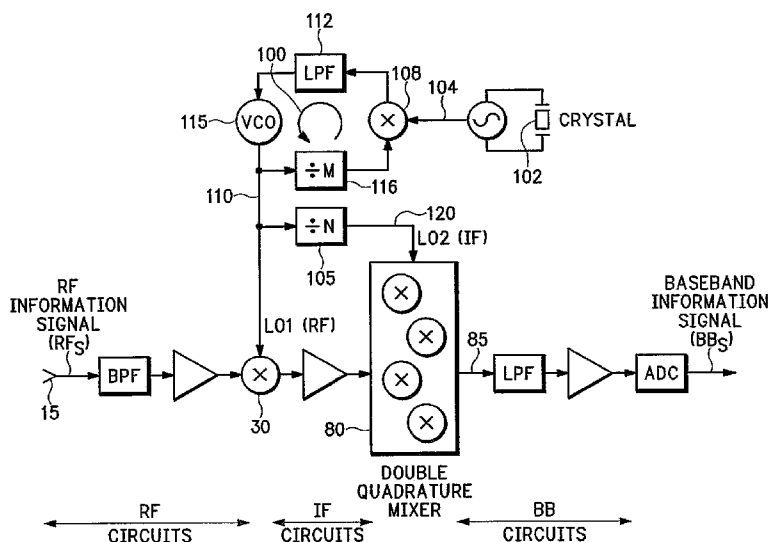 112
100
LPF
108
104
115
VCO
×
CRYSTAL
÷M
102
110
116
÷N
120
LO2 (IF)
105
RF
INFORMATION
SIGNAL
(RFS)
BASEBAND
INFORMATION
SIGNAL
(BBS)
LO1 (RF)
×
×
×
×
85
BPF
×
LPF
ADC
15
30
80
DOUBLE
QUADRATURE
MIXER
RF
CIRCUITS
IF
CIRCUITS
BB
CIRCUITS